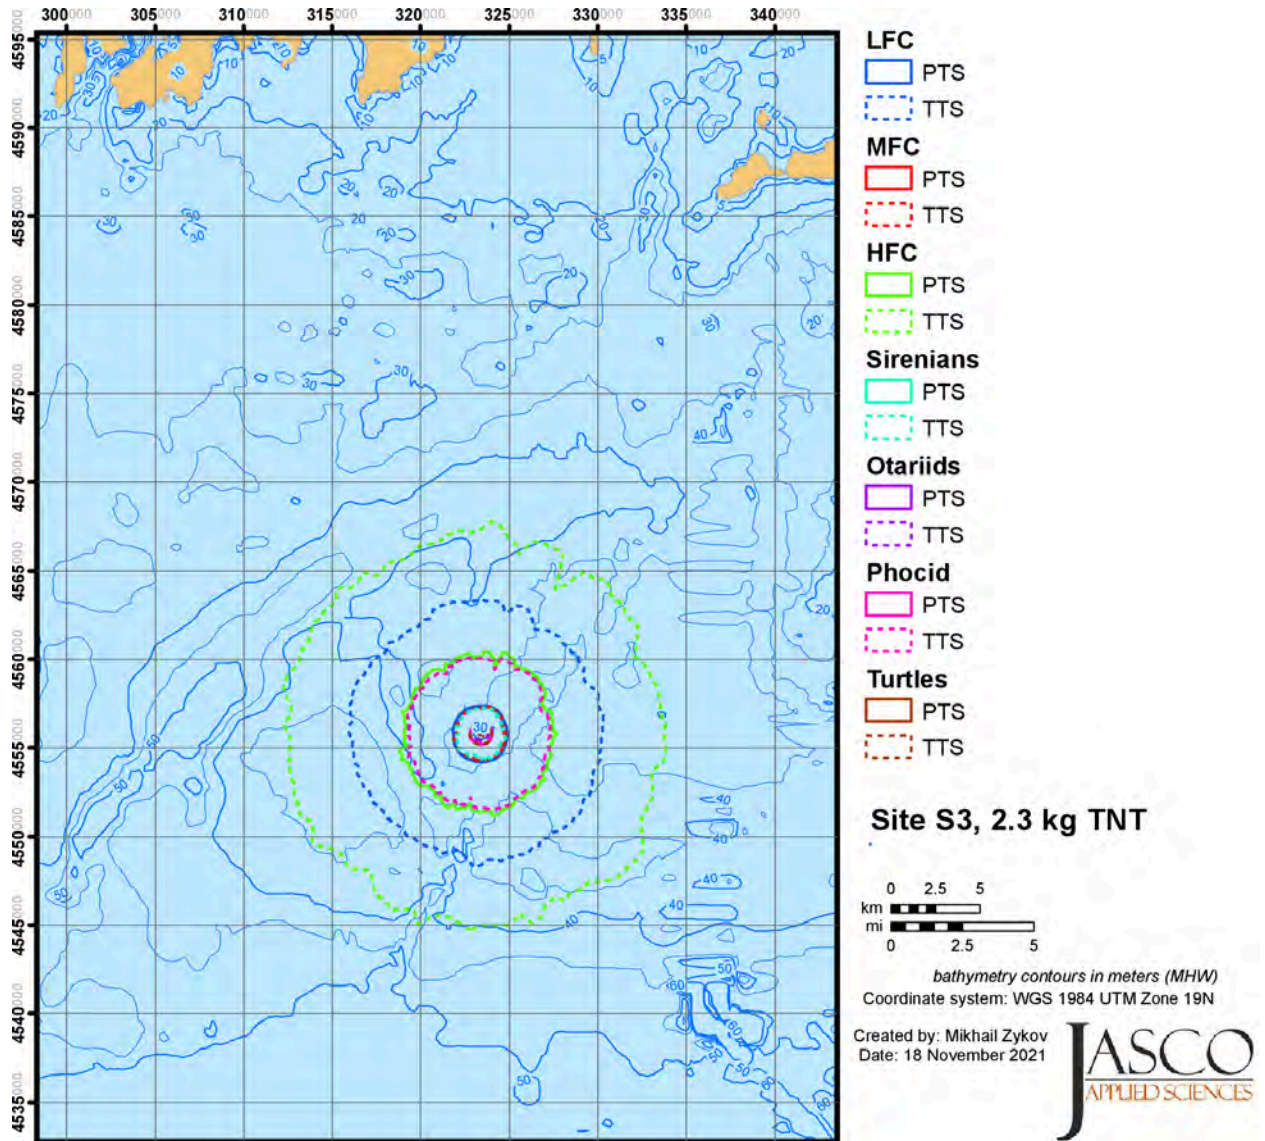 300000 305000 310000 315000 320000 325000 330000 335000 340000
4595000
4590000
4585000
4580000
4575000
4570000
4565000
4560000
4555000
4550000
4545000
4540000
4535000
LFC
PTS
TTS
MFC
PTS
TTS
HFC
PTS
TTS
Sirenians
PTS
TTS
Otariids
PTS
TTS
Phocid
PTS
TTS
Turtles
PTS
TTS
Site S3, 2.3 kg TNT
0 2.5 5
km
mi
0 2.5 5
bathymetry contours in meters (MHW)
Coordinate system: WGS 1984 UTM Zone 19N
Created by: Mikhail Zykov
Date: 18 November 2021
JASCO
APPLIED SCIENCES